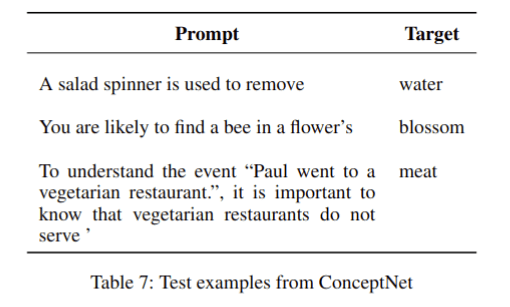 Prompt Target
A salad spinner is used to remove water
You are likely to find a bee in a flower's blossom
To understand the event “Paul went to a meat
vegetarian restaurant.”, it is important to
know that vegetarian restaurants do not
serve ’
Table 7: Test examples from ConceptNet